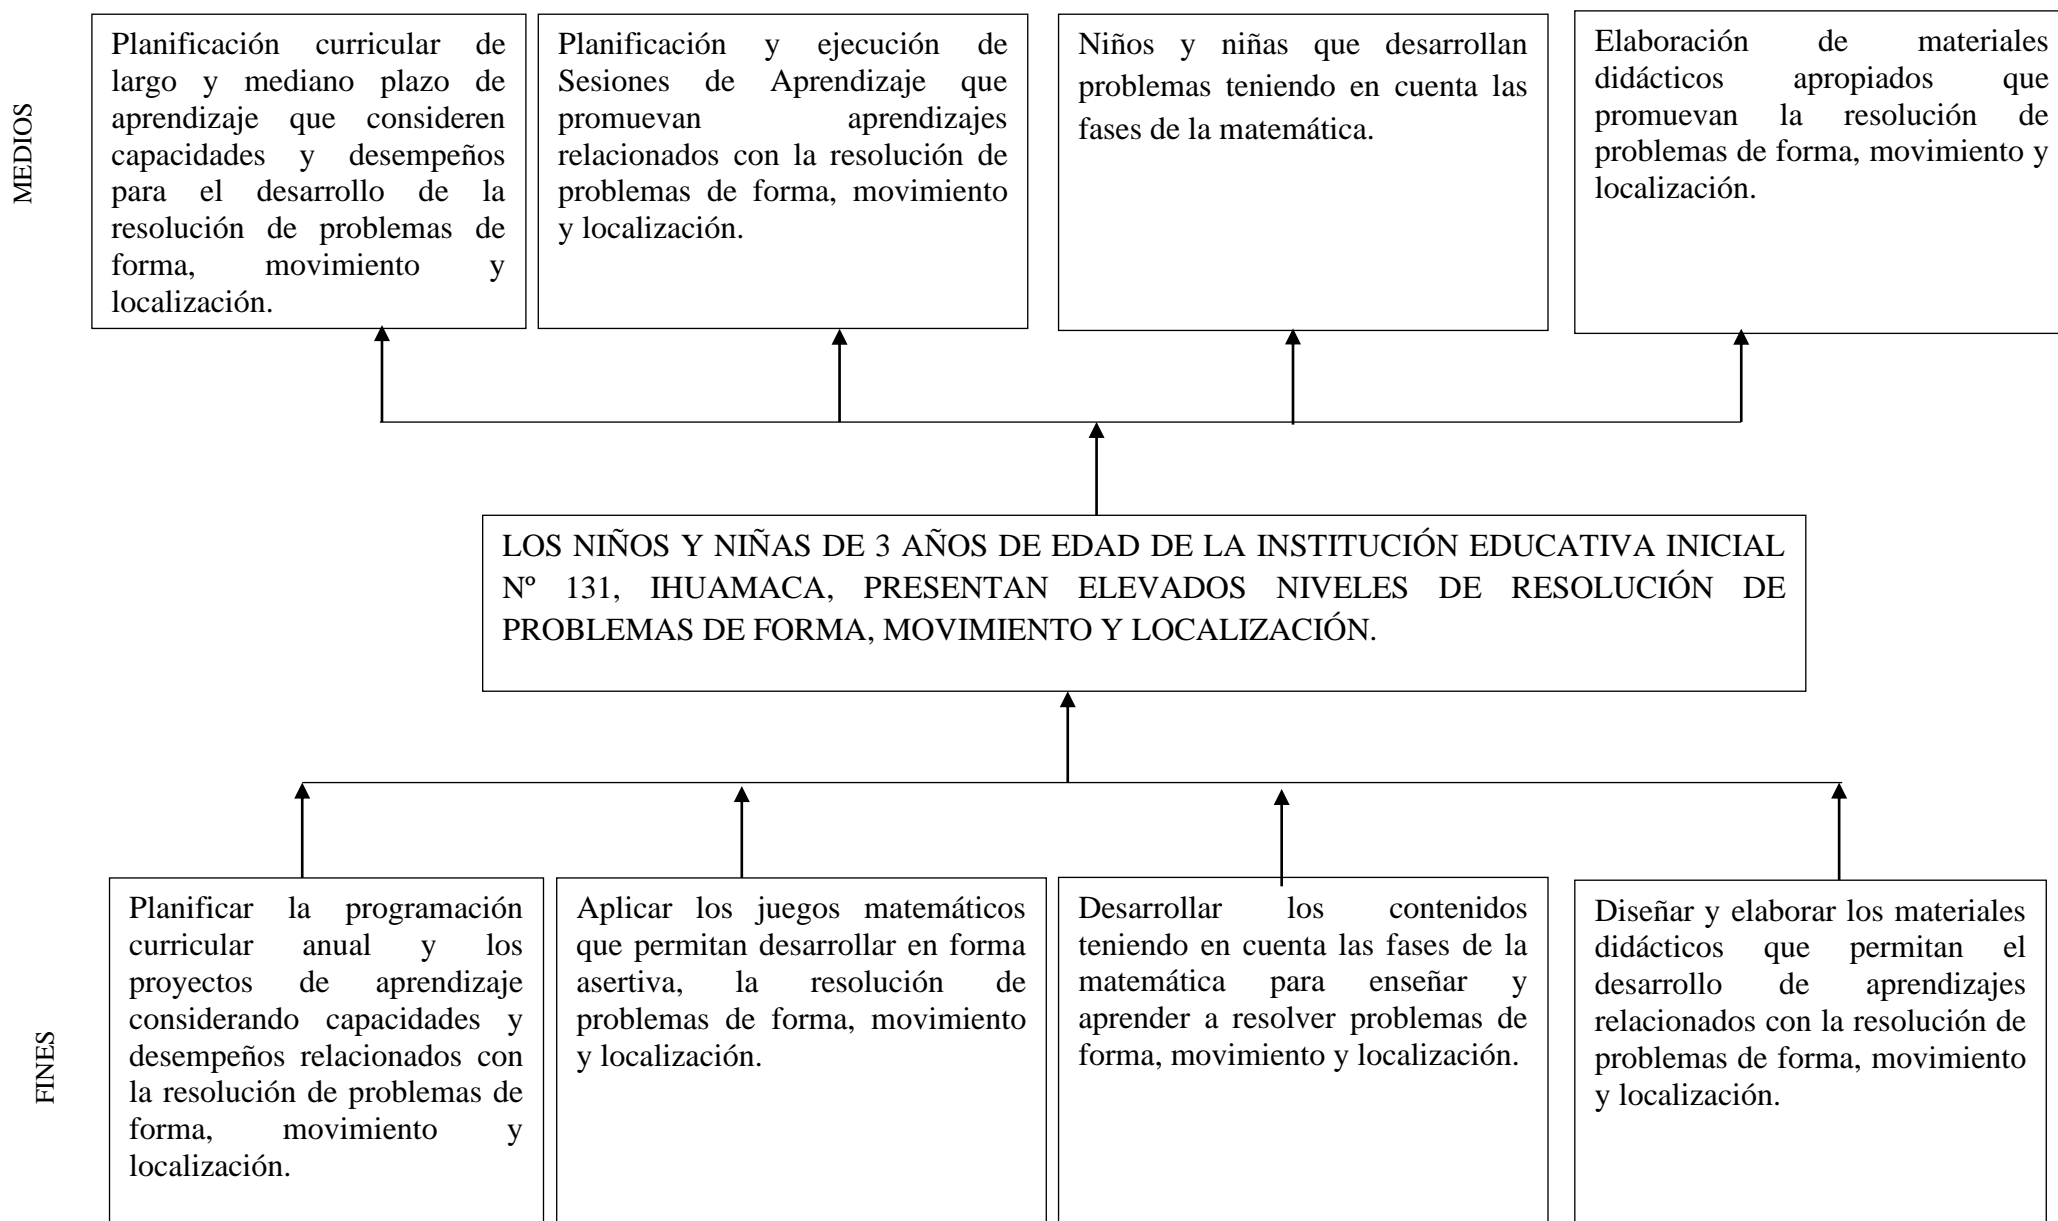 MEDIOS
Planificación curricular de
largo y mediano plazo de
aprendizaje que consideren
capacidades y desempeños
para el desarrollo de la
resolución de problemas de
forma, movimiento y
localización.
Planificación y ejecución de
Sesiones de Aprendizaje que
promuevan aprendizajes
relacionados con la resolución de
problemas de forma, movimiento
y localización.
Niños y niñas que desarrollan
problemas teniendo en cuenta las
fases de la matemática.
Elaboración de materiales
didácticos apropiados que
promuevan la resolución de
problemas de forma, movimiento y
localización.
LOS NIÑOS Y NIÑAS DE 3 AÑOS DE EDAD DE LA INSTITUCIÓN EDUCATIVA INICIAL
Nº 131, IHUAMACA, PRESENTAN ELEVADOS NIVELES DE RESOLUCIÓN DE
PROBLEMAS DE FORMA, MOVIMIENTO Y LOCALIZACIÓN.
FINES
Planificar la programación
curricular anual y los
proyectos de aprendizaje
considerando capacidades y
desempeños relacionados con
la resolución de problemas de
forma, movimiento y
localización.
Aplicar los juegos matemáticos
que permitan desarrollar en forma
asertiva, la resolución de
problemas de forma, movimiento
y localización.
Desarrollar los contenidos
teniendo en cuenta las fases de la
matemática para enseñar y
aprender a resolver problemas de
forma, movimiento y localización.
Diseñar y elaborar los materiales
didácticos que permitan el
desarrollo de aprendizajes
relacionados con la resolución de
problemas de forma, movimiento
y localización.